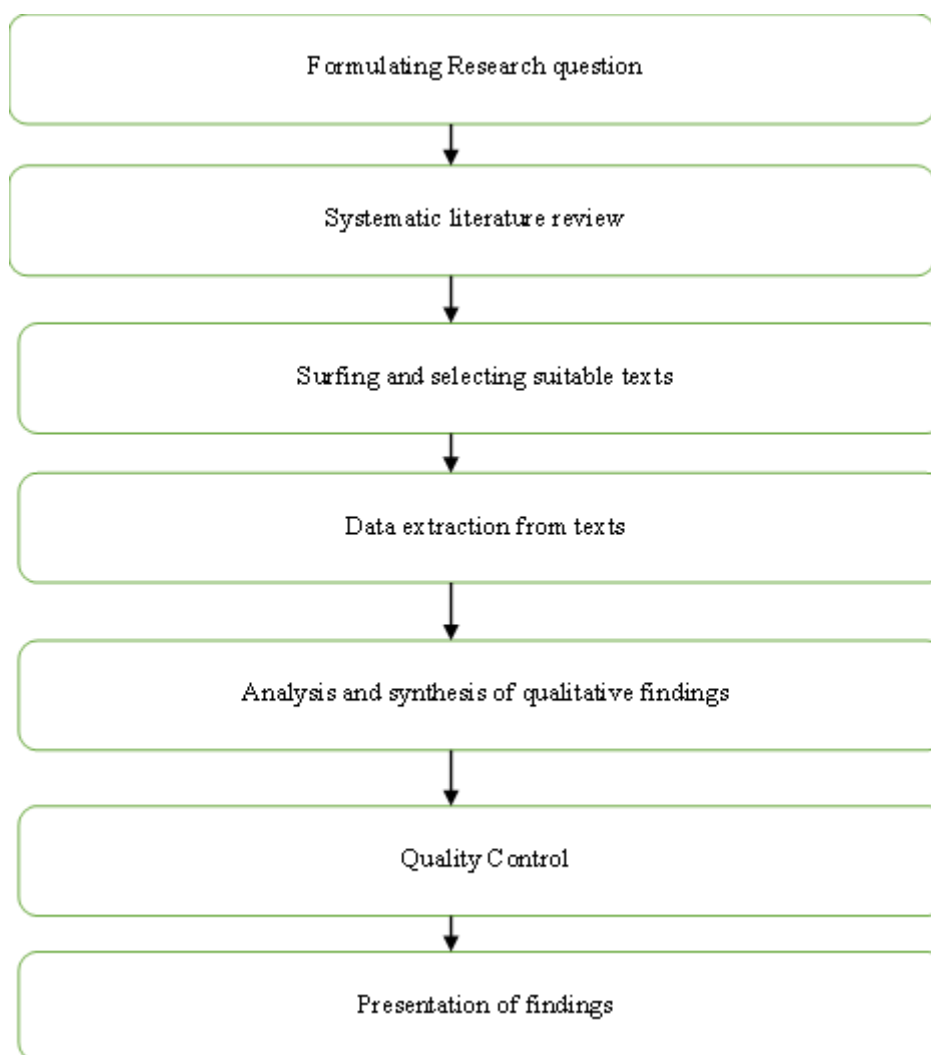 Formulating Research question
Systematic literature review
Surfing and selecting suitable texts
Data extraction from texts
Analysis and synthesis of qualitative findings
Quality Control
Presentation of findings